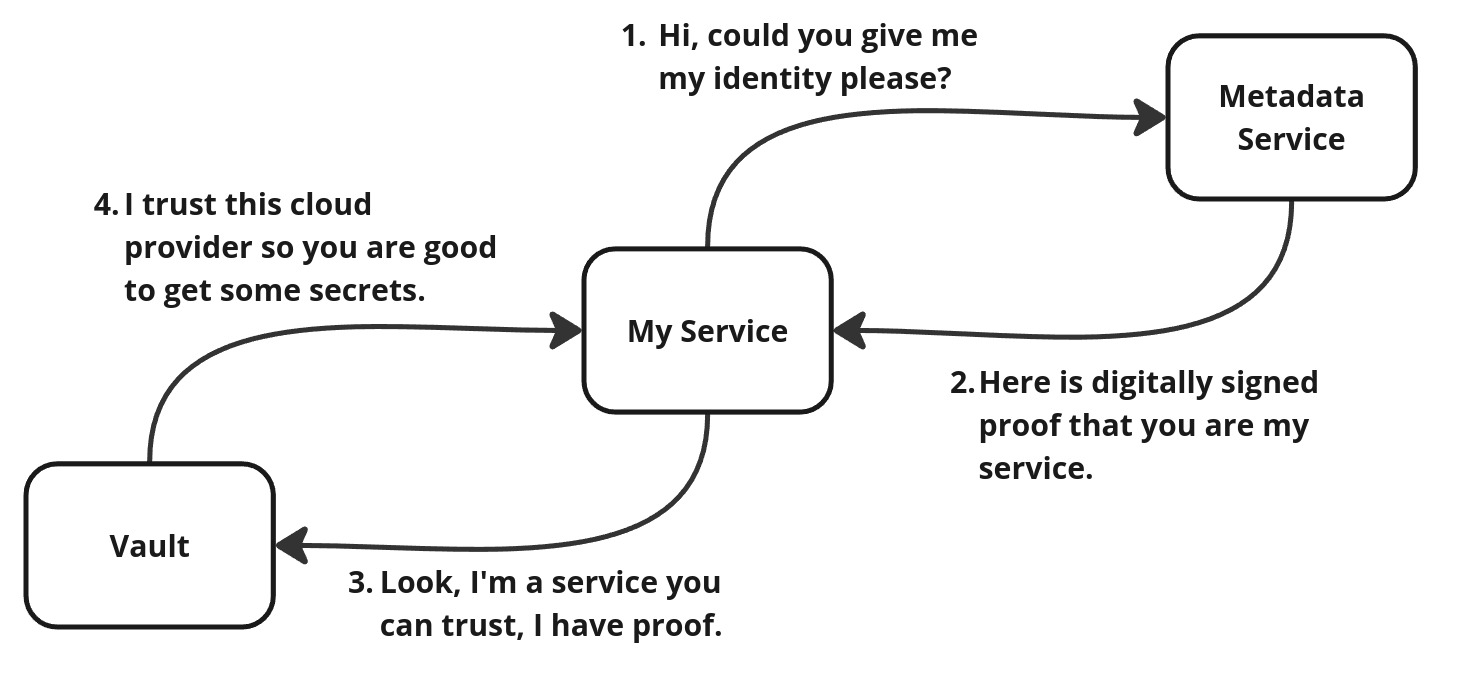 1. Hi, could you give me
my identity please?
Metadata
Service
4. I trust this cloud
provider so you are good
to get some secrets.
My Service
2. Here is digitally signed
proof that you are my
service.
Vault
3. Look, I'm a service you
can trust, I have proof.